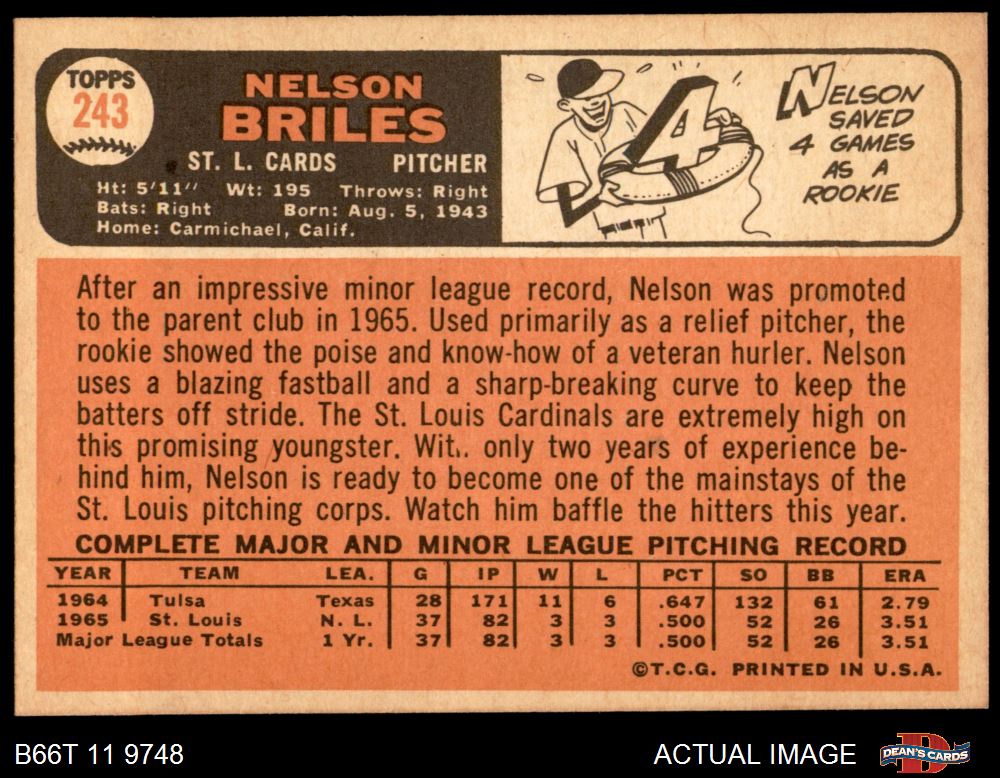 TOPPS
243
NELSON
BRILES
ST. L. CARDS PITCHER
Ht: 5'11" Wt: 195 Throws: Right
Bats: Right Born: Aug. 5, 1943
Home: Carmichael, Calif.
4
NELSON
SAVED
4 GAMES
AS A
ROOKIE
After an impressive minor league record, Nelson was promoted
to the parent club in 1965. Used primarily as a relief pitcher, the
rookie showed the poise and know-how of a veteran hurler. Nelson
uses a blazing fastball and a sharp-breaking curve to keep the
batters off stride. The St. Louis Cardinals are extremely high on
this promising youngster. Wit.. only two years of experience be-
hind him, Nelson is ready to become one of the mainstays of the
St. Louis pitching corps. Watch him baffle the hitters this year.
COMPLETE MAJOR AND MINOR LEAGUE PITCHING RECORD
YEAR TEAM LEA. G IP W L PCT SO BB ERA
1964 Tulsa Texas 28 171 11 6 .647 132 61 2.79
1965 St. Louis N. L. 37 82 3 3 .500 52 26 3.51
Major League Totals 1 Yr. 37 82 3 3 .500 52 26 3.51
©T.C.G. PRINTED IN U.S.A.
B66T 11 9748 ACTUAL IMAGE DEAN'S CARDS